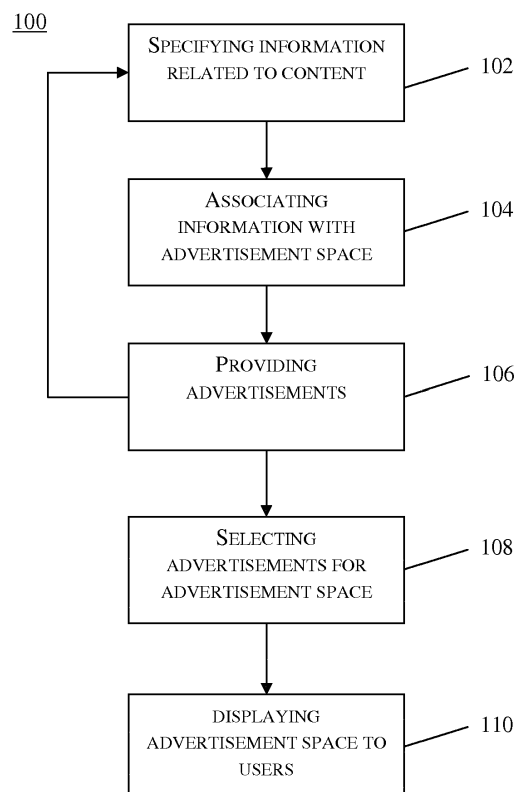 100
SPECIFYING INFORMATION
RELATED TO CONTENT
102
ASSOCIATING
INFORMATION WITH
ADVERTISEMENT SPACE
104
PROVIDING
ADVERTISEMENTS
106
SELECTING
ADVERTISEMENTS FOR
ADVERTISEMENT SPACE
108
DISPLAYING
ADVERTISEMENT SPACE TO
USERS
110